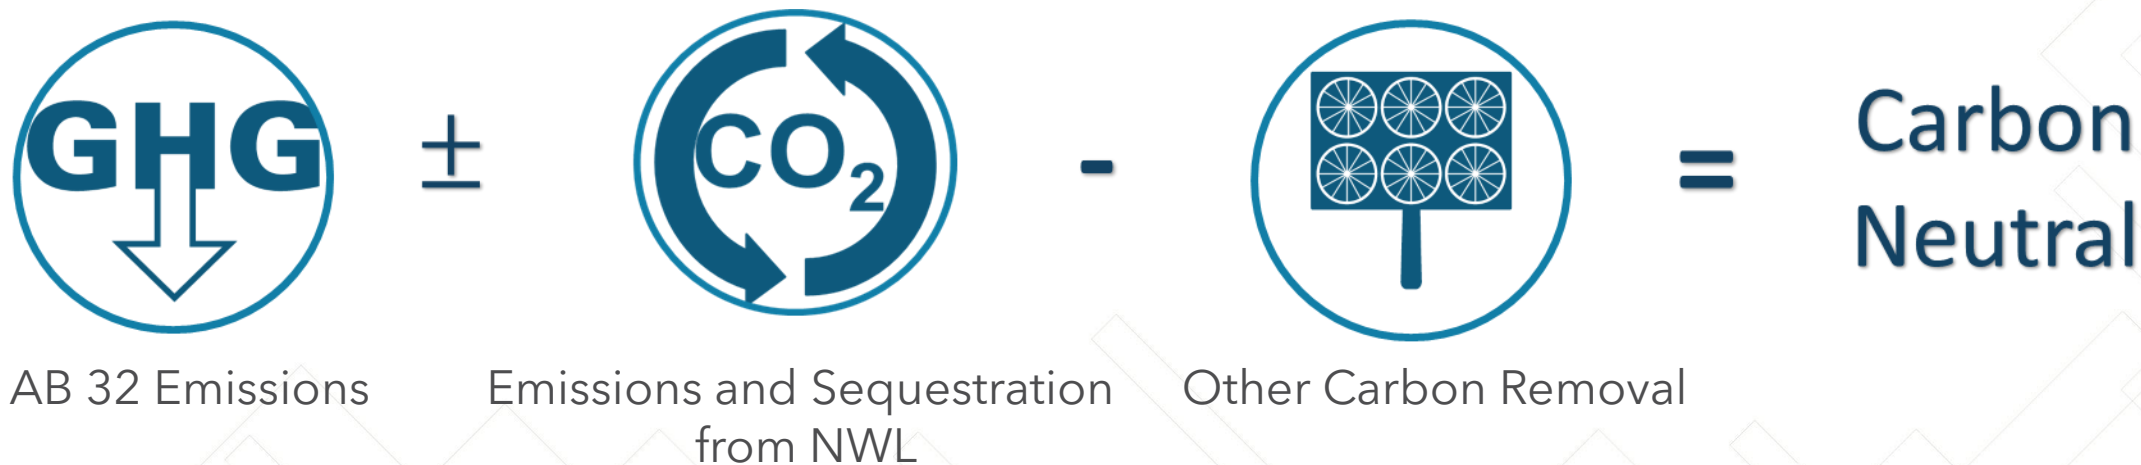 GHG ± CO₂ - = Carbon
Neutral
AB 32 Emissions
Emissions and Sequestration
from NWL
Other Carbon Removal